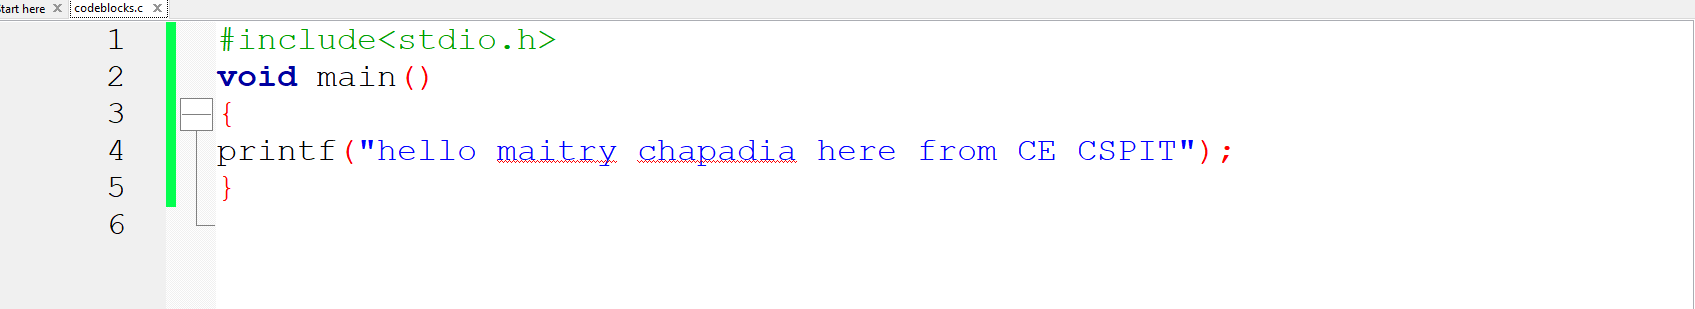 tart here X codeblocks.c X
1 #include<stdio.h>
2 void main()
3 {
4 printf("hello maitry chapadia here from CE CSPIT");
5 }
6